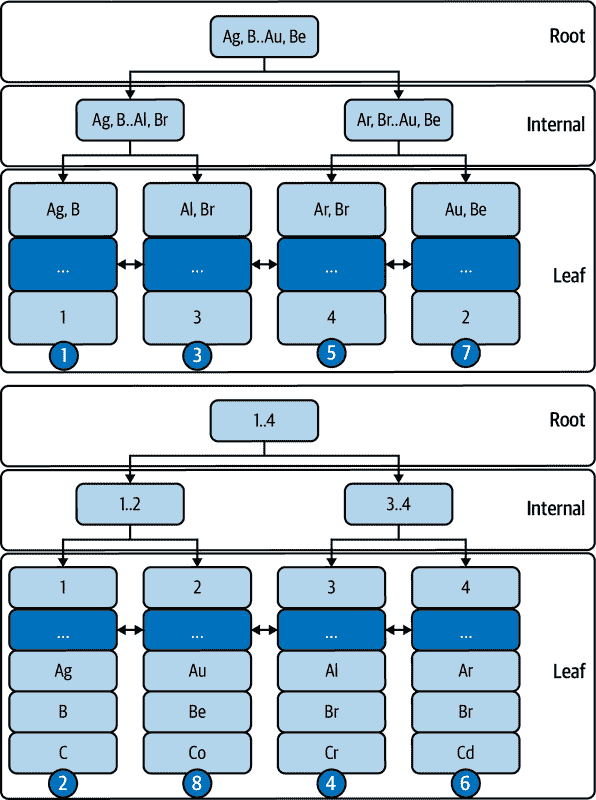 Ag, B..Au, Be
Root
Ag, B..Al, Br
Ar, Br..Au, Be
Internal
Ag, B
Al, Br
Ar, Br
Au, Be
...
...
...
...
Leaf
1
3
4
2
1
3
5
7
1..4
Root
1..2
3..4
Internal
1
2
3
4
...
...
...
...
Leaf
Ag
Au
Al
Ar
B
Be
Br
Br
C
Co
Cr
Cd
2
8
4
6